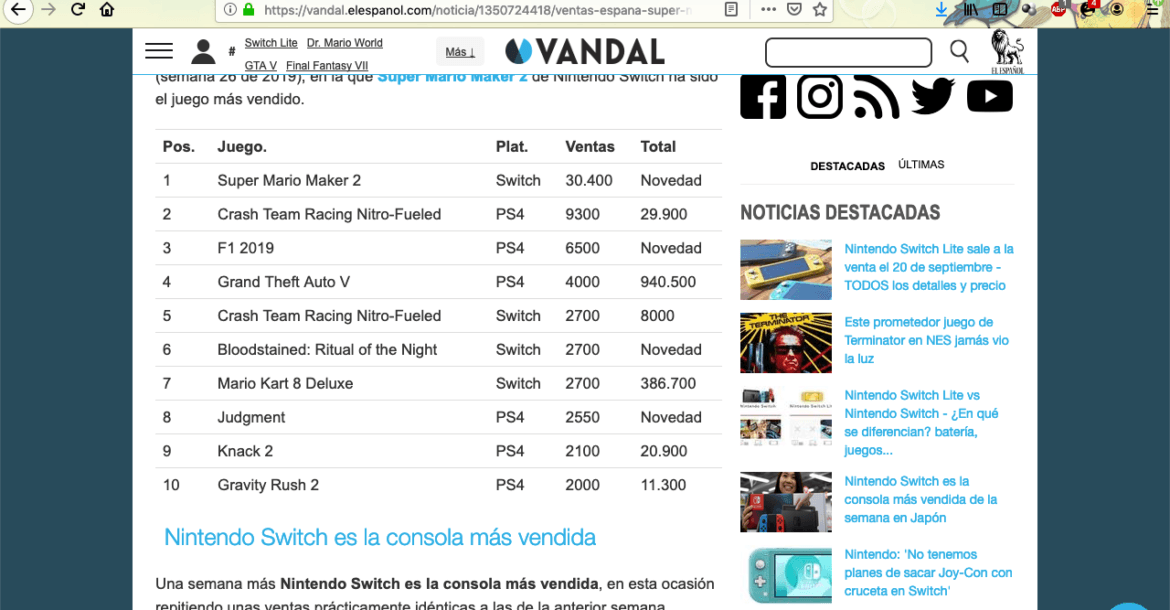 https://vandal.elespanol.com/noticia/1350724418/ventas-espana-super-
# Switch Lite Dr. Mario World
GTA V Final Fantasy VII
Más ↓
VANDAL
EL ESPAÑOL
(semana 26 de 2019), en la que Super Mario Maker 2 de Nintendo Switch ha sido
el juego más vendido.
Pos. Juego. Plat. Ventas Total
1 Super Mario Maker 2 Switch 30.400 Novedad
2 Crash Team Racing Nitro-Fueled PS4 9300 29.900
3 F1 2019 PS4 6500 Novedad
4 Grand Theft Auto V PS4 4000 940.500
5 Crash Team Racing Nitro-Fueled Switch 2700 8000
6 Bloodstained: Ritual of the Night Switch 2700 Novedad
7 Mario Kart 8 Deluxe Switch 2700 386.700
8 Judgment PS4 2550 Novedad
9 Knack 2 PS4 2100 20.900
10 Gravity Rush 2 PS4 2000 11.300
Nintendo Switch es la consola más vendida
Una semana más Nintendo Switch es la consola más vendida, en esta ocasión
repitiendo unas ventas prácticamente idénticas a las de la anterior semana.
DESTACADAS ÚLTIMAS
NOTICIAS DESTACADAS
Nintendo Switch Lite sale a la
venta el 20 de septiembre -
TODOS los detalles y precio
THE
TERMINATOR
Este prometedor juego de
Terminator en NES jamás vio
la luz
Nintendo Switch Lite vs
Nintendo Switch - ¿En qué
se diferencian? batería,
juegos...
Nintendo Switch es la
consola más vendida de la
semana en Japón
Nintendo: 'No tenemos
planes de sacar Joy-Con con
cruceta en Switch'